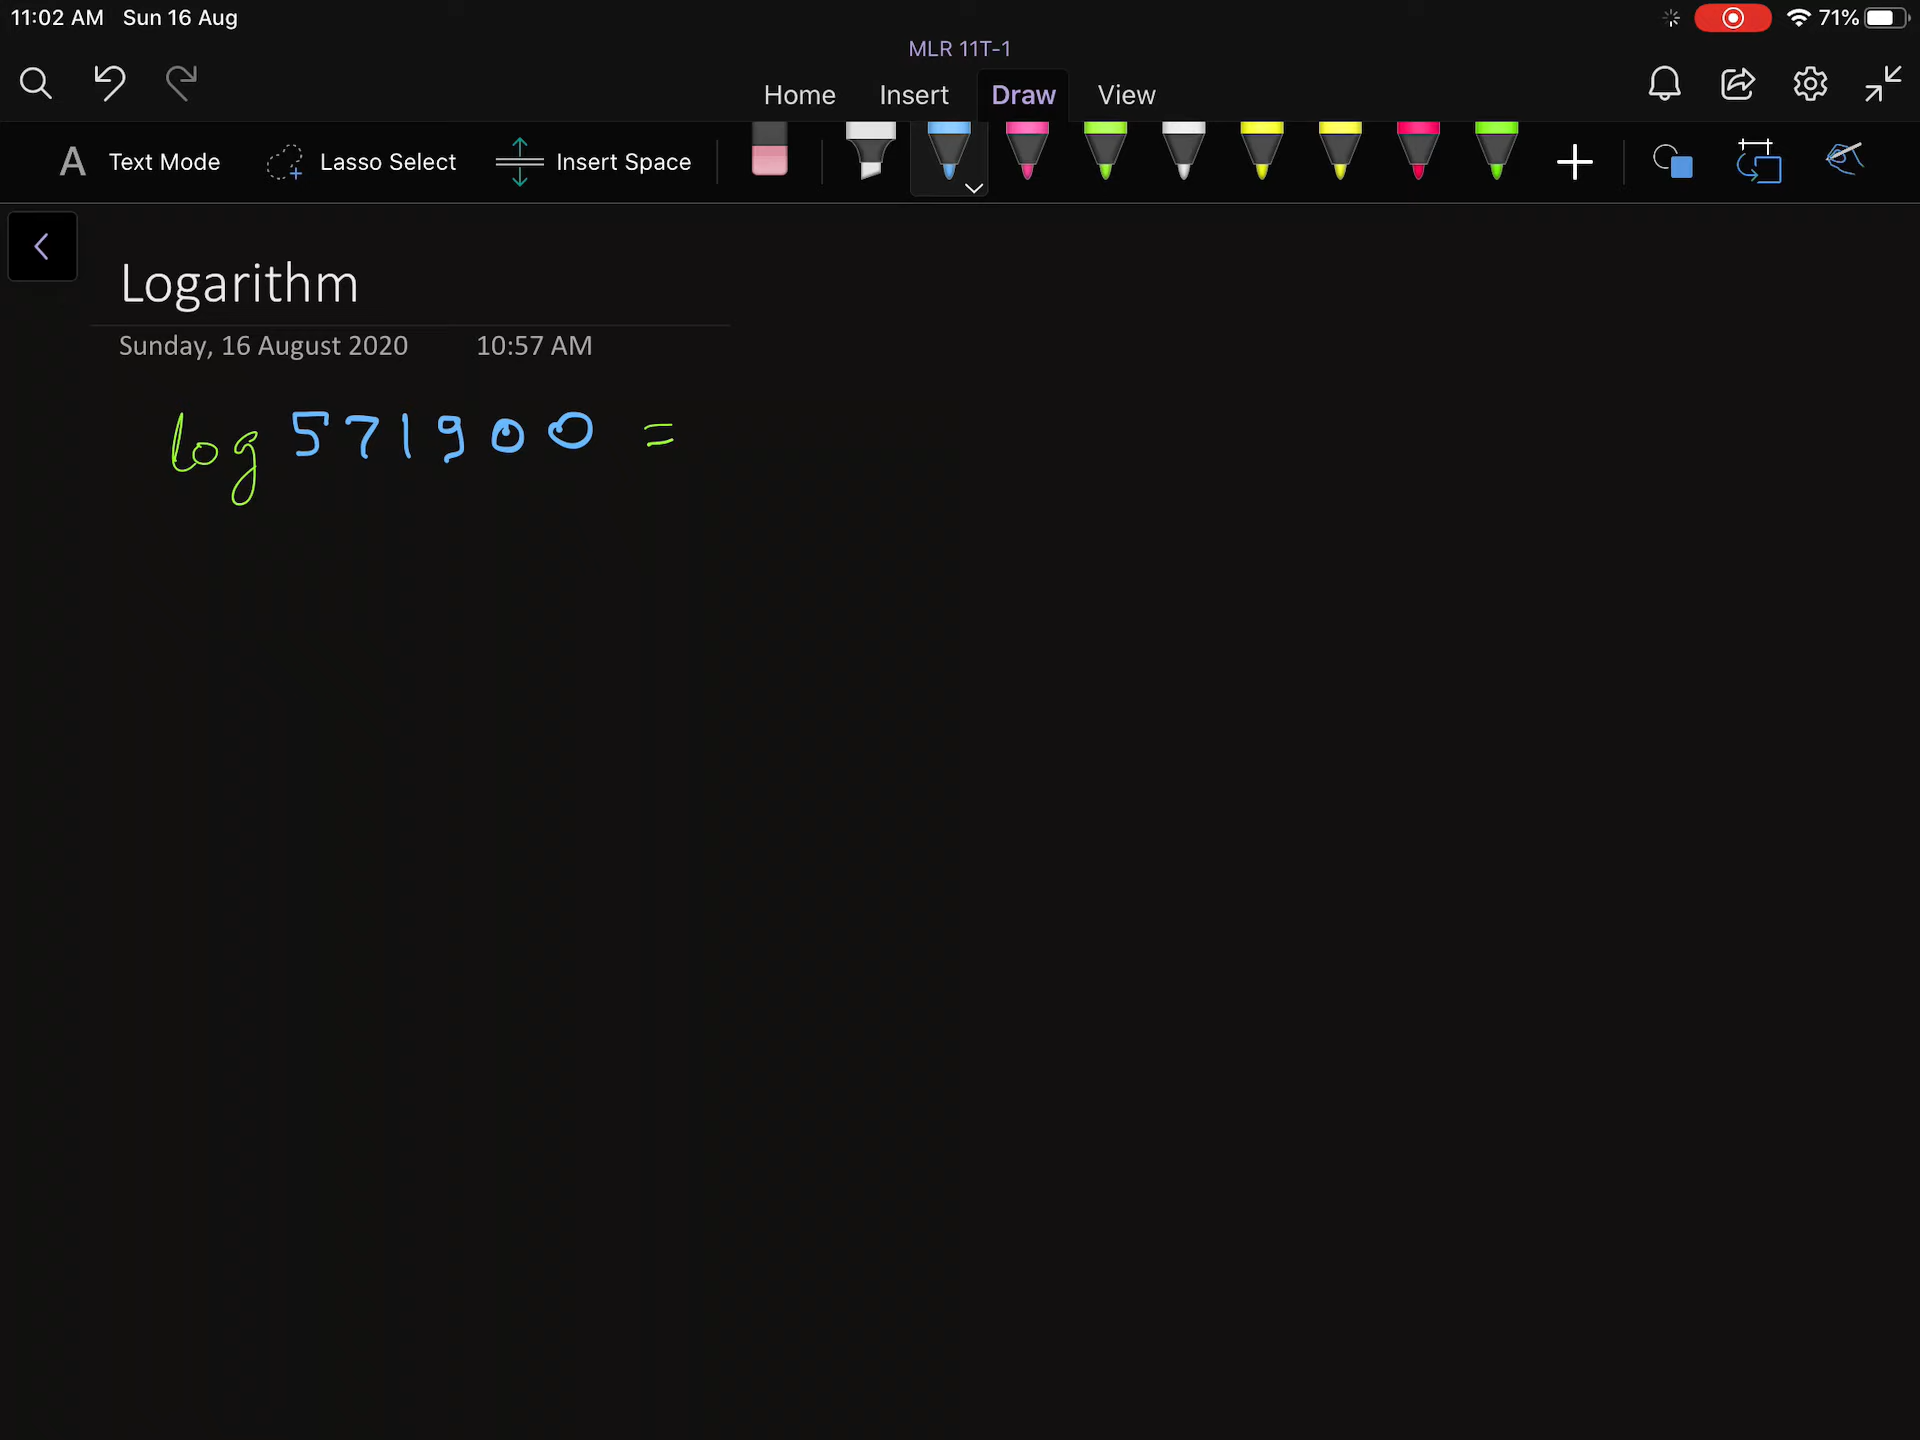 11:02 AM Sun 16 Aug 71%
MLR 11T-1
Home Insert Draw View
A Text Mode Lasso Select Insert Space
Logarithm
Sunday, 16 August 2020 10:57 AM
log 571900 =